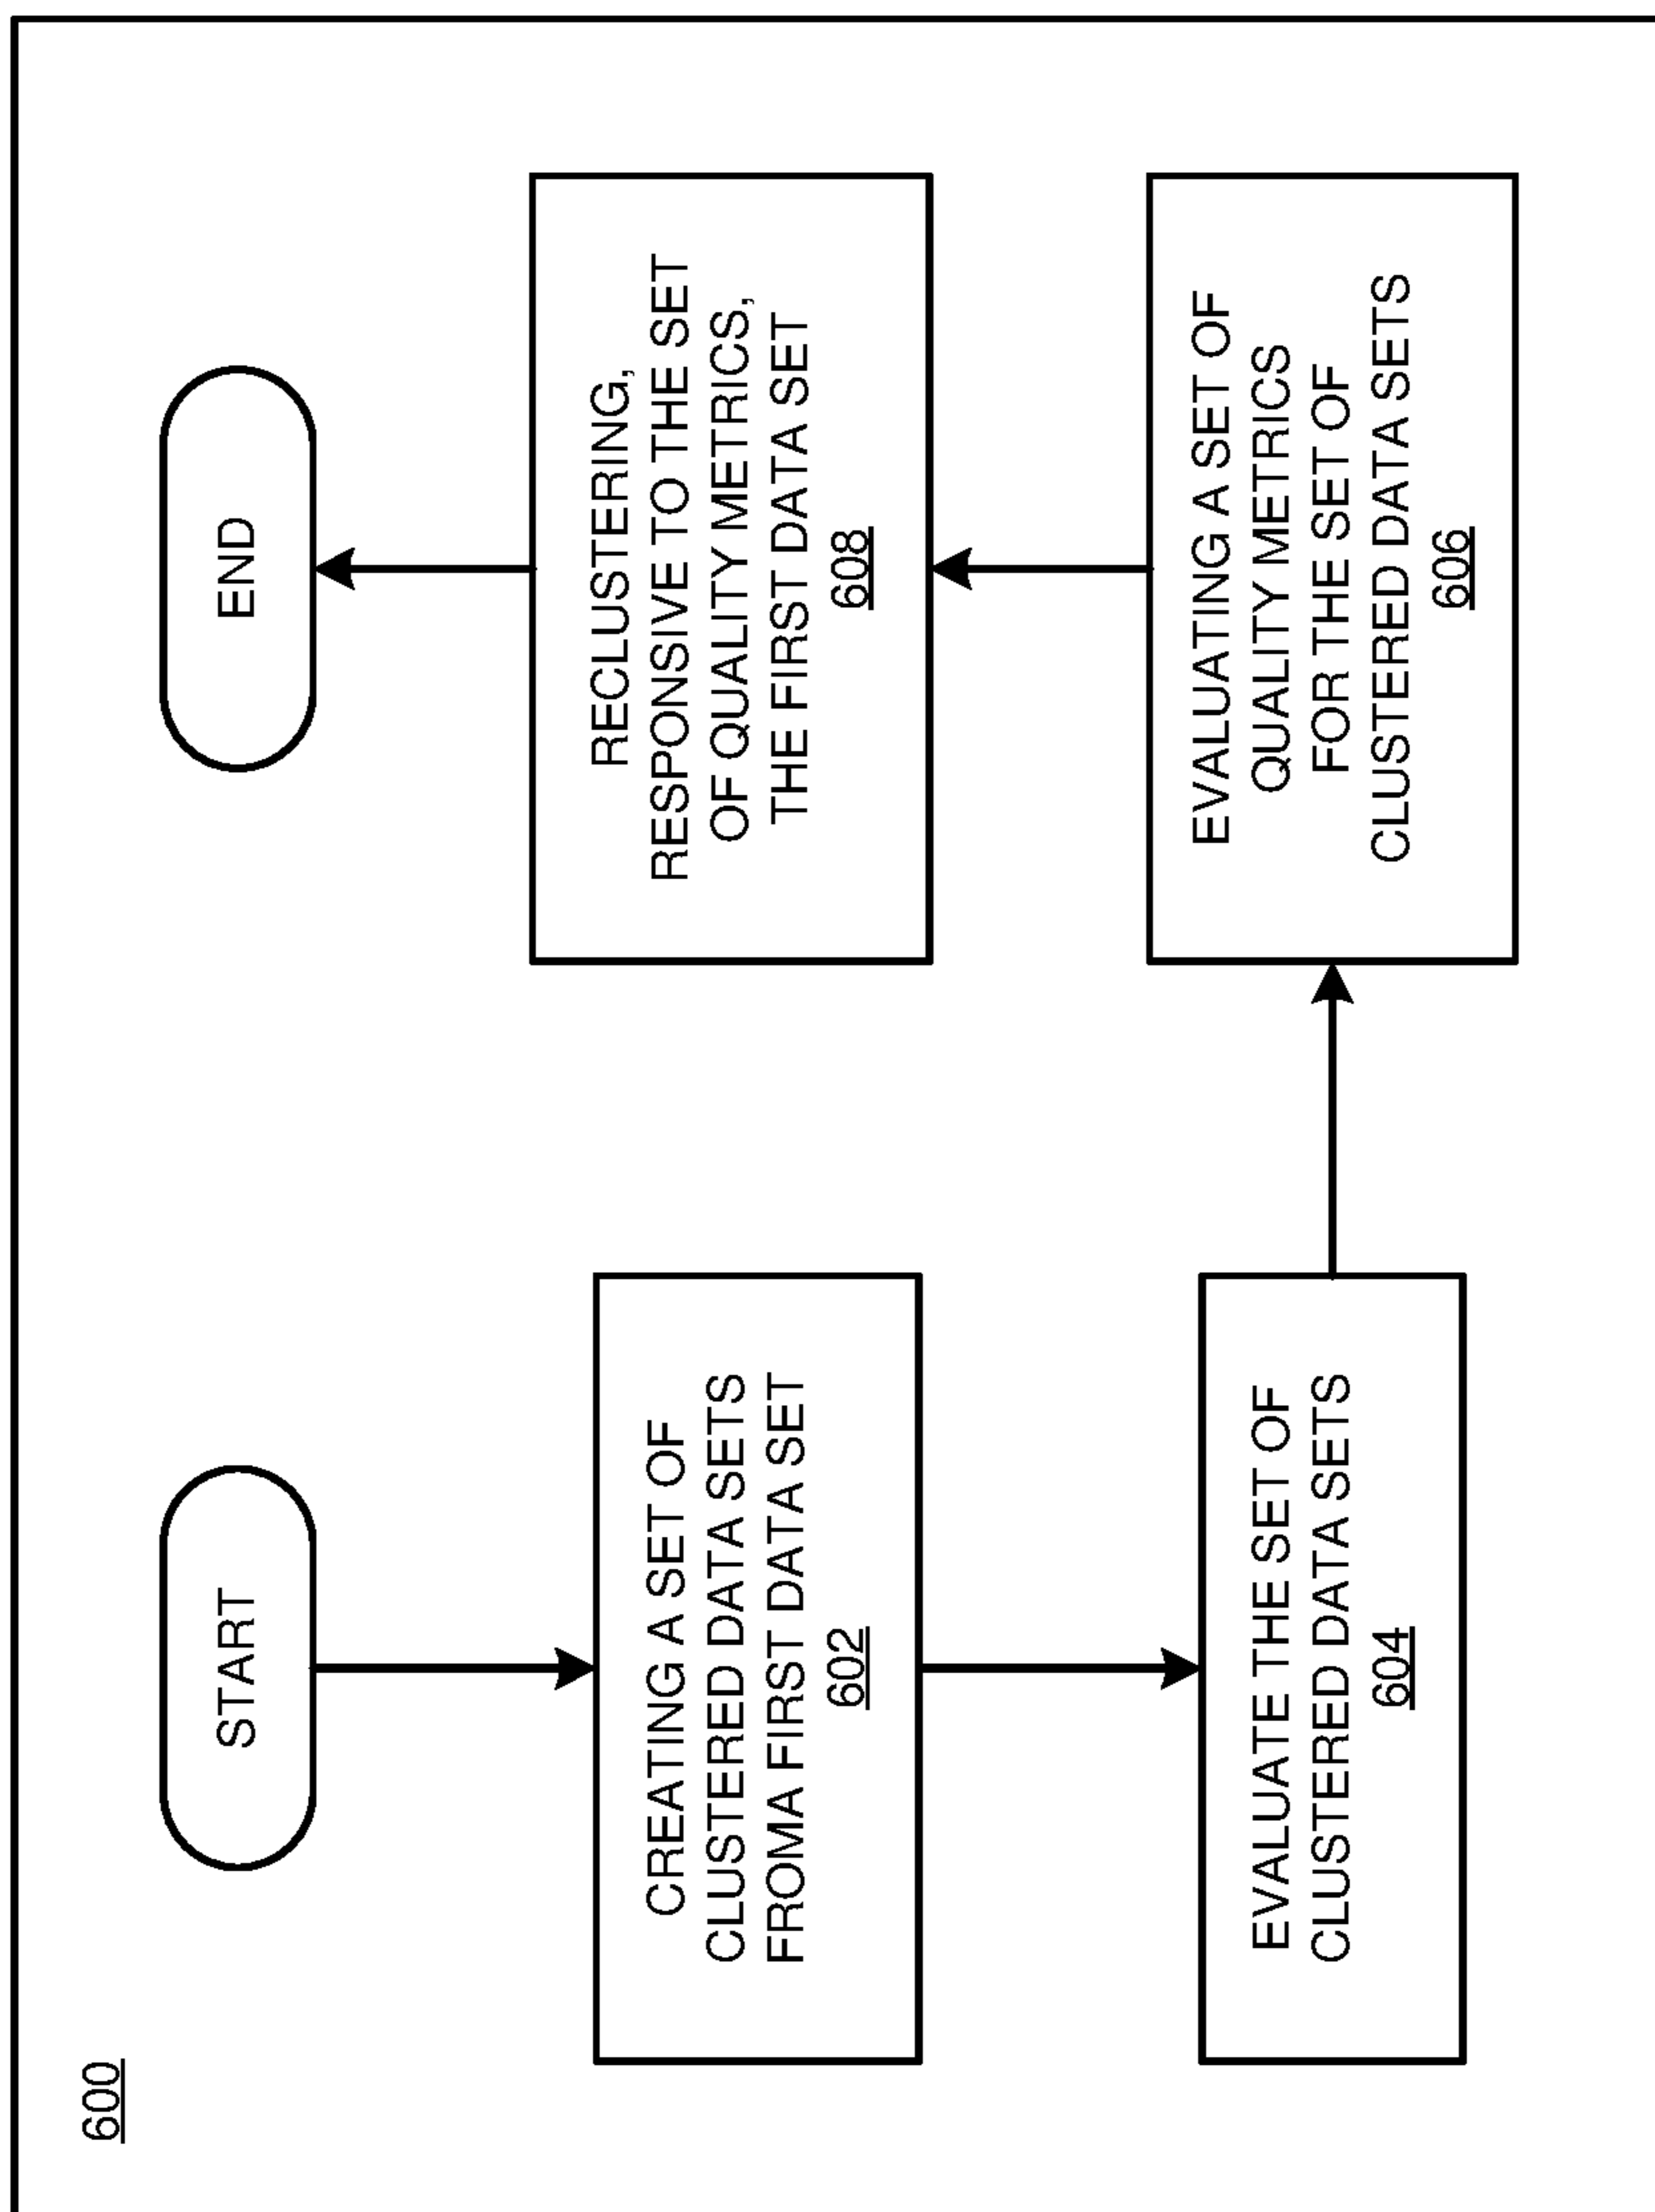 600
START
CREATING A SET OF
CLUSTERED DATA SETS
FROMA FIRST DATA SET
602
EVALUATE THE SET OF
CLUSTERED DATA SETS
604
EVALUATING A SET OF
QUALITY METRICS
FOR THE SET OF
CLUSTERED DATA SETS
606
RECLUSTERING,
RESPONSIVE TO THE SET
OF QUALITY METRICS,
THE FIRST DATA SET
608
END